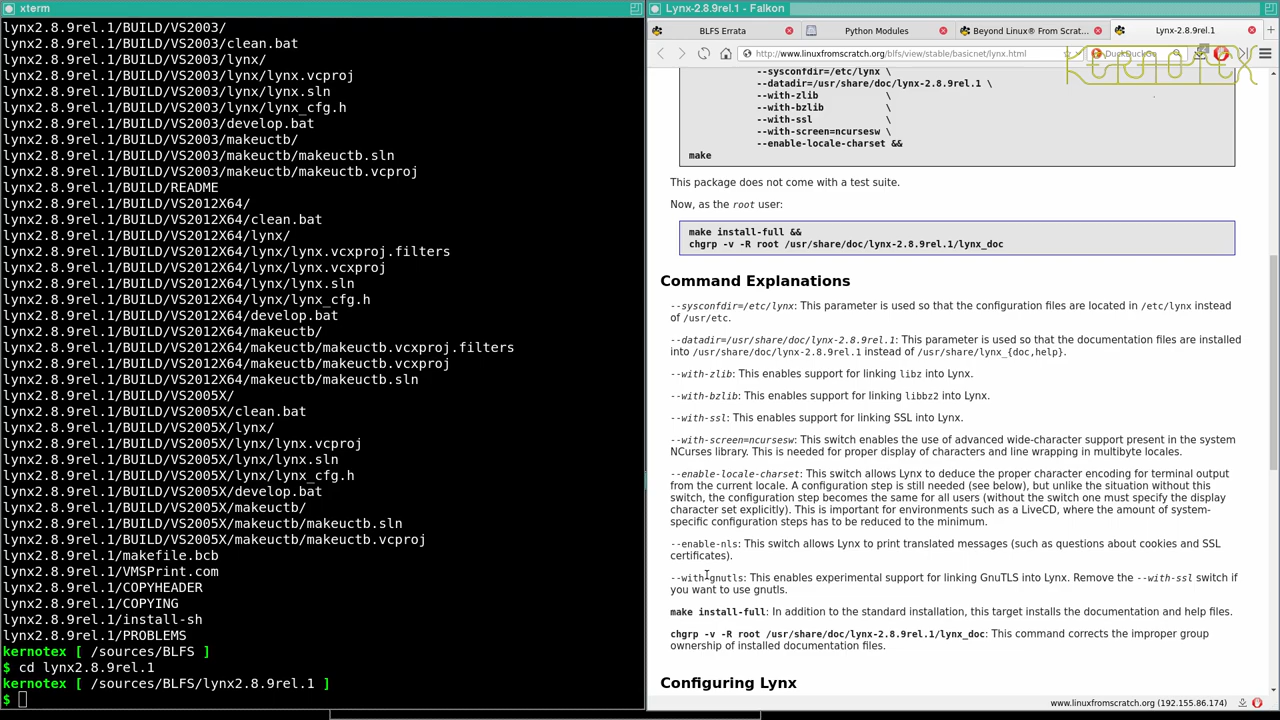 xterm
lynx2.8.9rel.1/BUILD/VS2003/
lynx2.8.9rel.1/BUILD/VS2003/clean.bat
lynx2.8.9rel.1/BUILD/VS2003/lynx/
lynx2.8.9rel.1/BUILD/VS2003/lynx/lynx.vcproj
lynx2.8.9rel.1/BUILD/VS2003/lynx/lynx.sln
lynx2.8.9rel.1/BUILD/VS2003/lynx/lynx_cfg.h
lynx2.8.9rel.1/BUILD/VS2003/develop.bat
lynx2.8.9rel.1/BUILD/VS2003/makeuctb/
lynx2.8.9rel.1/BUILD/VS2003/makeuctb/makeuctb.sln
lynx2.8.9rel.1/BUILD/VS2003/makeuctb/makeuctb.vcproj
lynx2.8.9rel.1/BUILD/README
lynx2.8.9rel.1/BUILD/VS2012X64/
lynx2.8.9rel.1/BUILD/VS2012X64/clean.bat
lynx2.8.9rel.1/BUILD/VS2012X64/lynx/
lynx2.8.9rel.1/BUILD/VS2012X64/lynx/lynx.vcxproj.filters
lynx2.8.9rel.1/BUILD/VS2012X64/lynx/lynx.vcxproj
lynx2.8.9rel.1/BUILD/VS2012X64/lynx/lynx.sln
lynx2.8.9rel.1/BUILD/VS2012X64/lynx/lynx_cfg.h
lynx2.8.9rel.1/BUILD/VS2012X64/develop.bat
lynx2.8.9rel.1/BUILD/VS2012X64/makeuctb/
lynx2.8.9rel.1/BUILD/VS2012X64/makeuctb/makeuctb.vcxproj.filters
lynx2.8.9rel.1/BUILD/VS2012X64/makeuctb/makeuctb.vcxproj
lynx2.8.9rel.1/BUILD/VS2012X64/makeuctb/makeuctb.sln
lynx2.8.9rel.1/BUILD/VS2005X/
lynx2.8.9rel.1/BUILD/VS2005X/clean.bat
lynx2.8.9rel.1/BUILD/VS2005X/lynx/
lynx2.8.9rel.1/BUILD/VS2005X/lynx/lynx.vcproj
lynx2.8.9rel.1/BUILD/VS2005X/lynx/lynx.sln
lynx2.8.9rel.1/BUILD/VS2005X/lynx/lynx_cfg.h
lynx2.8.9rel.1/BUILD/VS2005X/develop.bat
lynx2.8.9rel.1/BUILD/VS2005X/makeuctb/
lynx2.8.9rel.1/BUILD/VS2005X/makeuctb/makeuctb.sln
lynx2.8.9rel.1/BUILD/VS2005X/makeuctb/makeuctb.vcproj
lynx2.8.9rel.1/makefile.bcb
lynx2.8.9rel.1/VMSPrint.com
lynx2.8.9rel.1/COPYHEADER
lynx2.8.9rel.1/COPYING
lynx2.8.9rel.1/install-sh
lynx2.8.9rel.1/PROBLEMS
kernotex [ /sources/BLFS ]
$ cd lynx2.8.9rel.1
kernotex [ /sources/BLFS/lynx2.8.9rel.1 ]
$
Lynx-2.8.9rel.1 - Falkon
BLFS Errata
Python Modules
Beyond Linux® From Scrat...
Lynx-2.8.9rel.1
http://www.linuxfromscratch.org/blfs/view/stable/basicnet/lynx.html
DuckDuckGo
KERNOTEX
--sysconfdir=/etc/lynx \
--datadir=/usr/share/doc/lynx-2.8.9rel.1 \
--with-zlib \
--with-bzlib \
--with-ssl \
--with-screen=ncursesw \
--enable-locale-charset &&
make
This package does not come with a test suite.
Now, as the root user:
make install-full &&
chgrp -v -R root /usr/share/doc/lynx-2.8.9rel.1/lynx_doc
Command Explanations
--sysconfdir=/etc/lynx: This parameter is used so that the configuration files are located in /etc/lynx instead
of /usr/etc.
--datadir=/usr/share/doc/lynx-2.8.9rel.1: This parameter is used so that the documentation files are installed
into /usr/share/doc/lynx-2.8.9rel.1 instead of /usr/share/lynx_{doc,help}.
--with-zlib: This enables support for linking libz into Lynx.
--with-bzlib: This enables support for linking libbz2 into Lynx.
--with-ssl: This enables support for linking SSL into Lynx.
--with-screen=ncursesw: This switch enables the use of advanced wide-character support present in the system
NCurses library. This is needed for proper display of characters and line wrapping in multibyte locales.
--enable-locale-charset: This switch allows Lynx to deduce the proper character encoding for terminal output
from the current locale. A configuration step is still needed (see below), but unlike the situation without this
switch, the configuration step becomes the same for all users (without the switch one must specify the display
character set explicitly). This is important for environments such as a LiveCD, where the amount of system-
specific configuration steps has to be reduced to the minimum.
--enable-nls: This switch allows Lynx to print translated messages (such as questions about cookies and SSL
certificates).
--with-gnutls: This enables experimental support for linking GnuTLS into Lynx. Remove the --with-ssl switch if
you want to use gnutls.
make install-full: In addition to the standard installation, this target installs the documentation and help files.
chgrp -v -R root /usr/share/doc/lynx-2.8.9rel.1/lynx_doc: This command corrects the improper group
ownership of installed documentation files.
Configuring Lynx
www.linuxfromscratch.org (192.155.86.174)